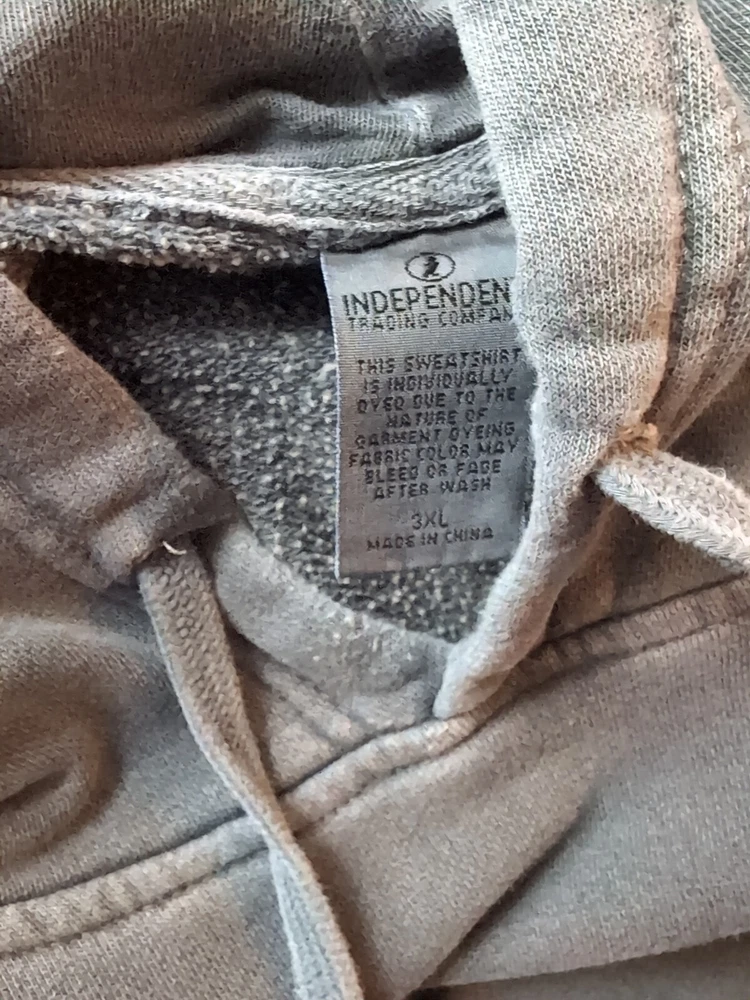 INDEPENDEN
TRADING COMPAN
THIS SWEATSHIRT
IS INDIVIDUALLY
DYED DUE TO THE
NATURE OF
GARMENT DYEING
FABRIC COLOR MAY
BLEED OR FADE
AFTER WASH
3XL
MADE IN CHINA